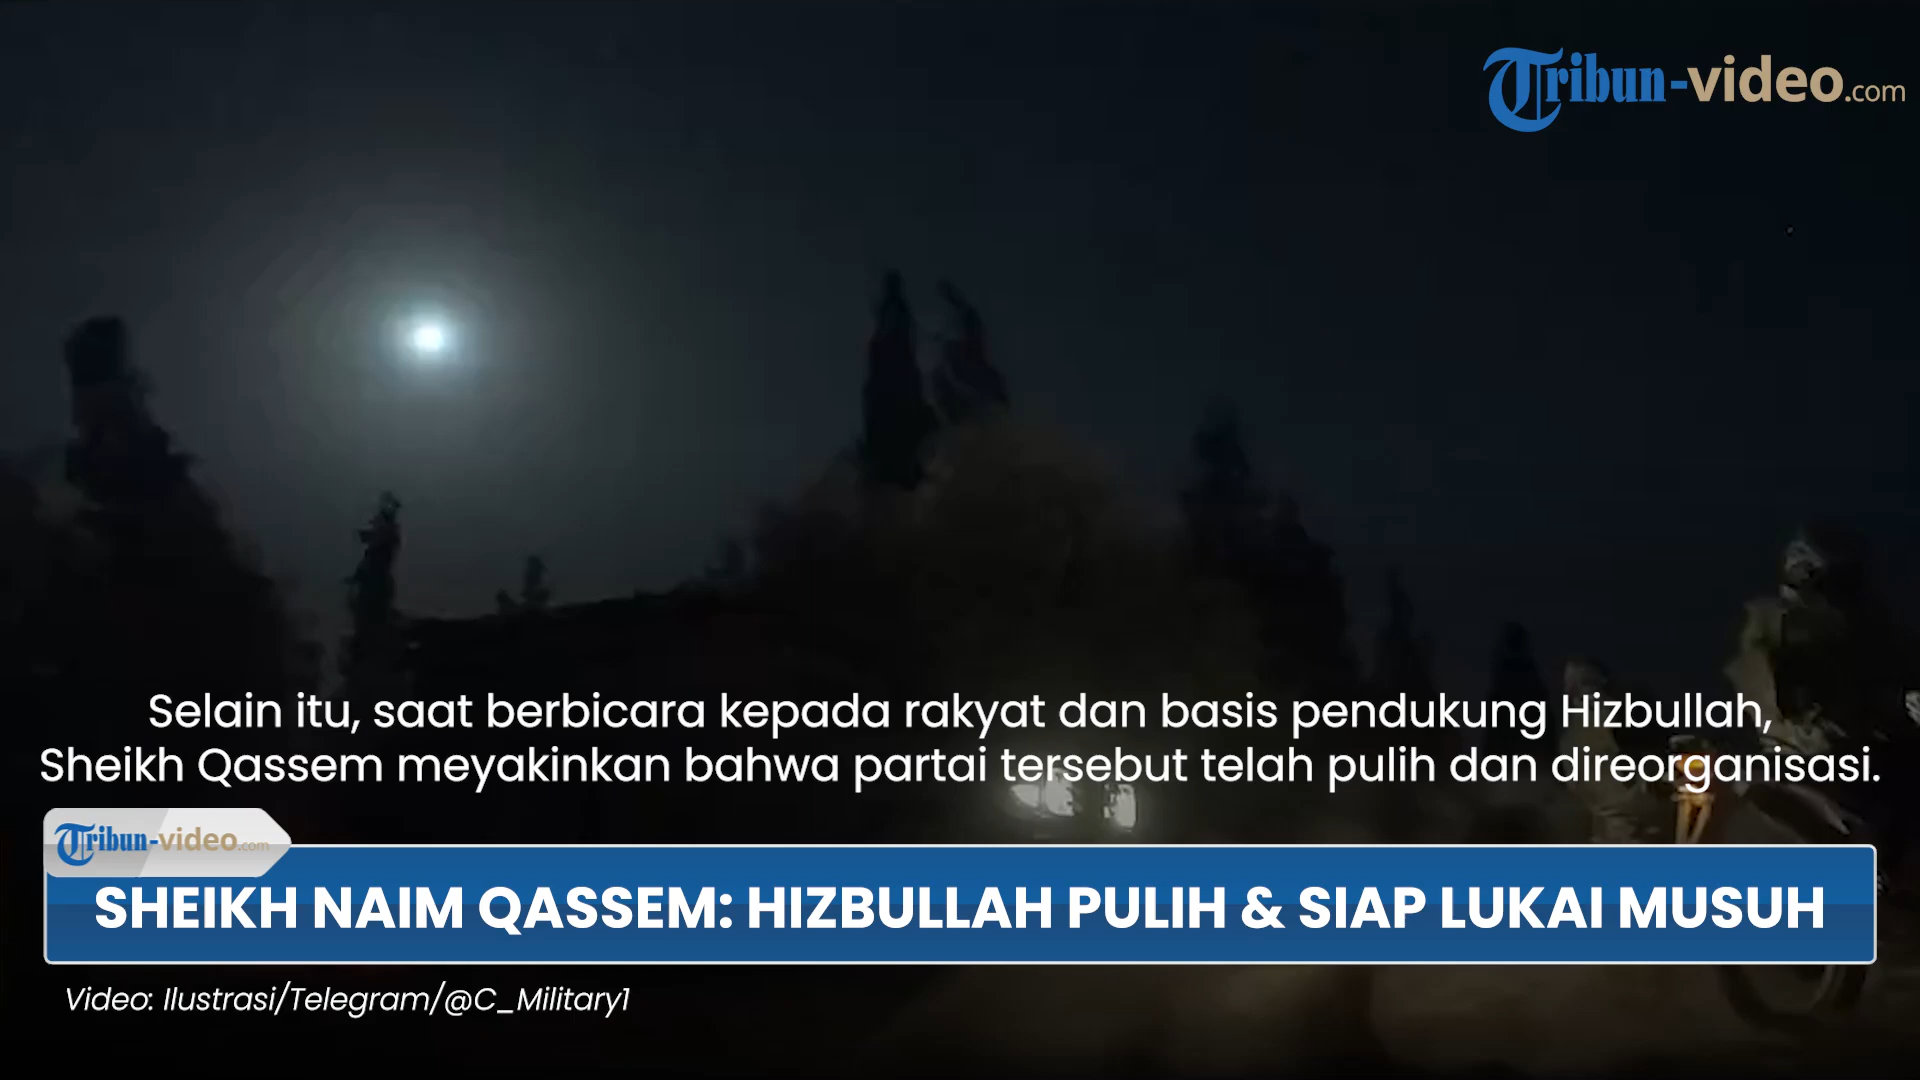 Tribun-video.com
Selain itu, saat berbicara kepada rakyat dan basis pendukung Hizbullah,
Sheikh Qassem meyakinkan bahwa partai tersebut telah pulih dan direorganisasi.
Tribun-video.com
SHEIKH NAIM QASSEM: HIZBULLAH PULIH & SIAP LUKAI MUSUH
Video: Ilustrasi/Telegram/@C_Military1